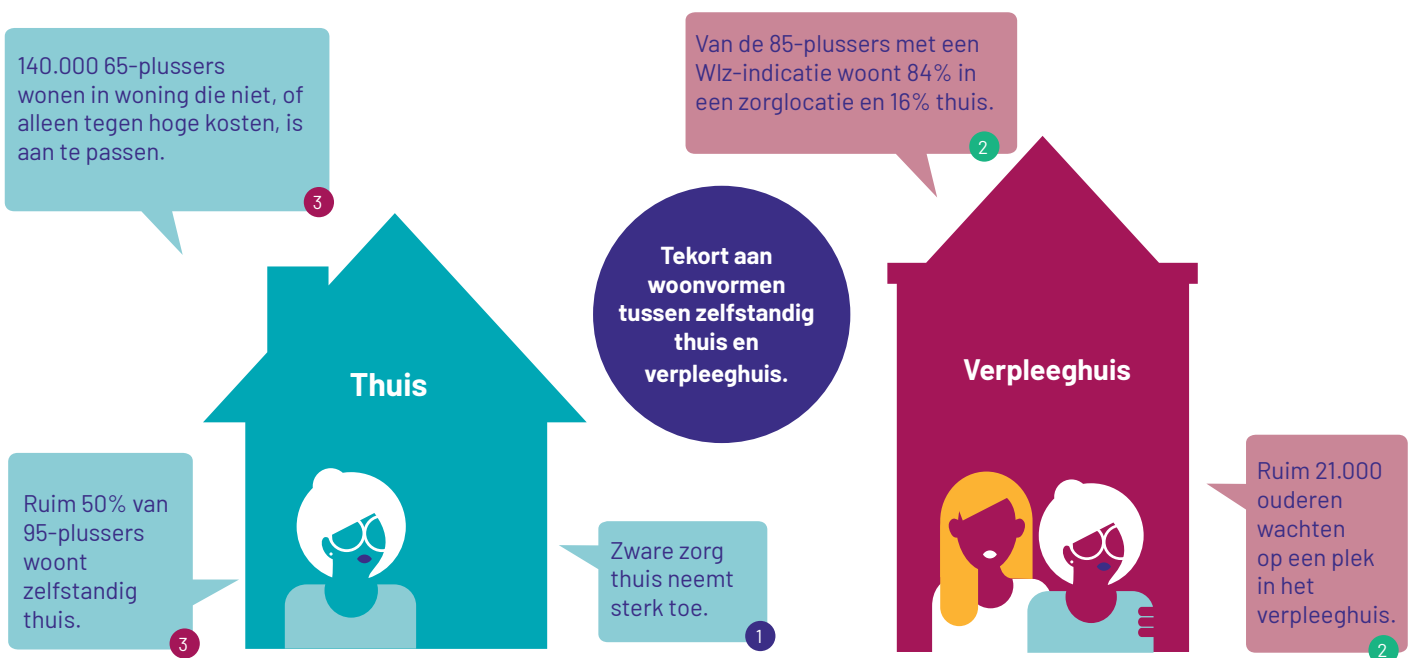 140.000 65-plussers
wonen in woning die niet, of
alleen tegen hoge kosten, is
aan te passen.
3
Van de 85-plussers met een
Wlz-indicatie woont 84% in
een zorglocatie en 16% thuis.
2
Tekort aan
woonvormen
tussen zelfstandig
thuis en
verpleeghuis.
Thuis
Verpleeghuis
Ruim 50% van
95-plussers
woont
zelfstandig
thuis.
3
Zware zorg
thuis neemt
sterk toe.
1
Ruim 21.000
ouderen
wachten
op een plek
in het
verpleeghuis.
2